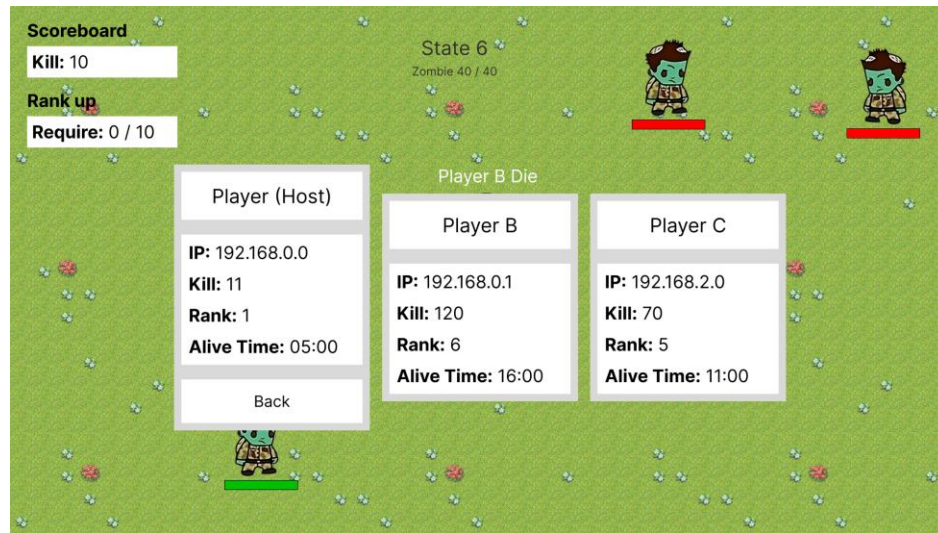 Scoreboard
Kill: 10
Rank up
Require: 0 / 10
State 6
Zombie 40 / 40
Player B Die
Player (Host)
IP: 192.168.0.0
Kill: 11
Rank: 1
Alive Time: 05:00
Back
Player B
IP: 192.168.0.1
Kill: 120
Rank: 6
Alive Time: 16:00
Player C
IP: 192.168.2.0
Kill: 70
Rank: 5
Alive Time: 11:00